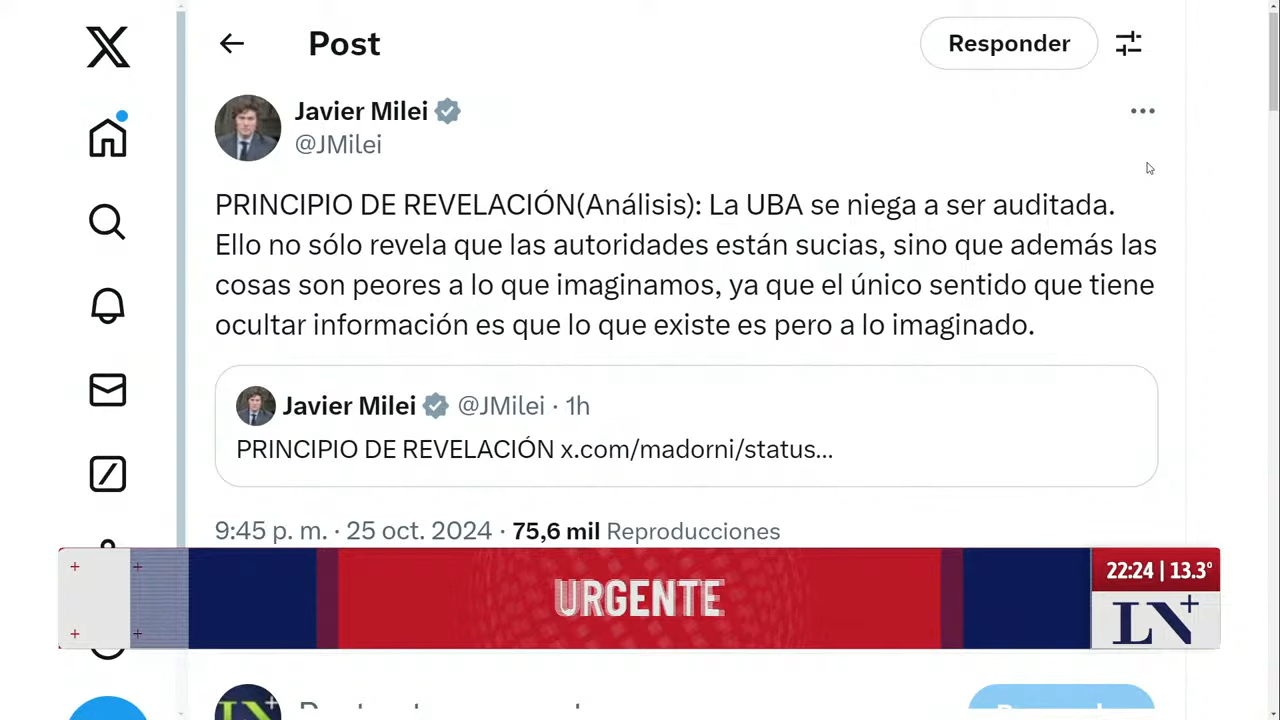 Post
Responder
Javier Milei
@JMilei
PRINCIPIO DE REVELACIÓN(Análisis): La UBA se niega a ser auditada.
Ello no sólo revela que las autoridades están sucias, sino que además las
cosas son peores a lo que imaginamos, ya que el único sentido que tiene
ocultar información es que lo que existe es pero a lo imaginado.
Javier Milei @JMilei · 1h
PRINCIPIO DE REVELACIÓN x.com/madorni/status...
9:45 p. m. · 25 oct. 2024 · 75,6 mil Reproducciones
URGENTE
22:24 | 13.3°
LN+
LN+